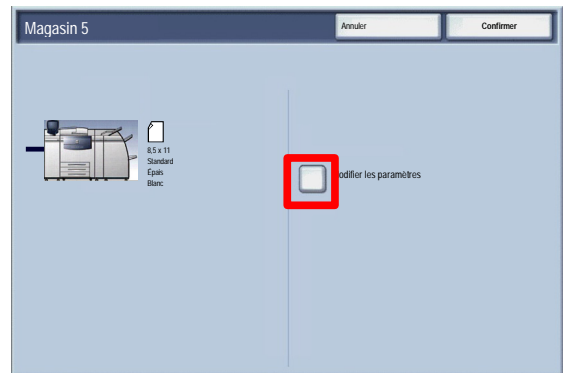 Magasin 5
Annuler
Confirmer
8,5 x 11
Standard
Épais
Blanc
odifier les paramètres